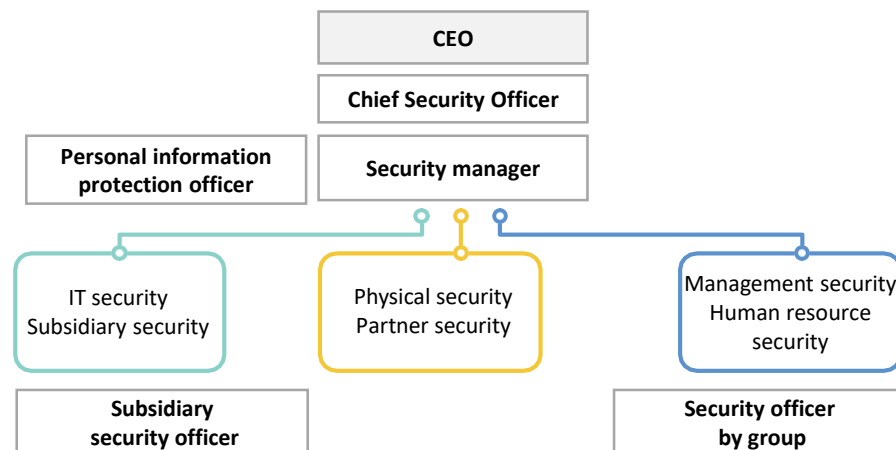 CEO
Chief Security Officer
Personal information
protection officer
Security manager
IT security
Subsidiary security
Physical security
Partner security
Management security
Human resource
security
Subsidiary
security officer
Security officer
by group